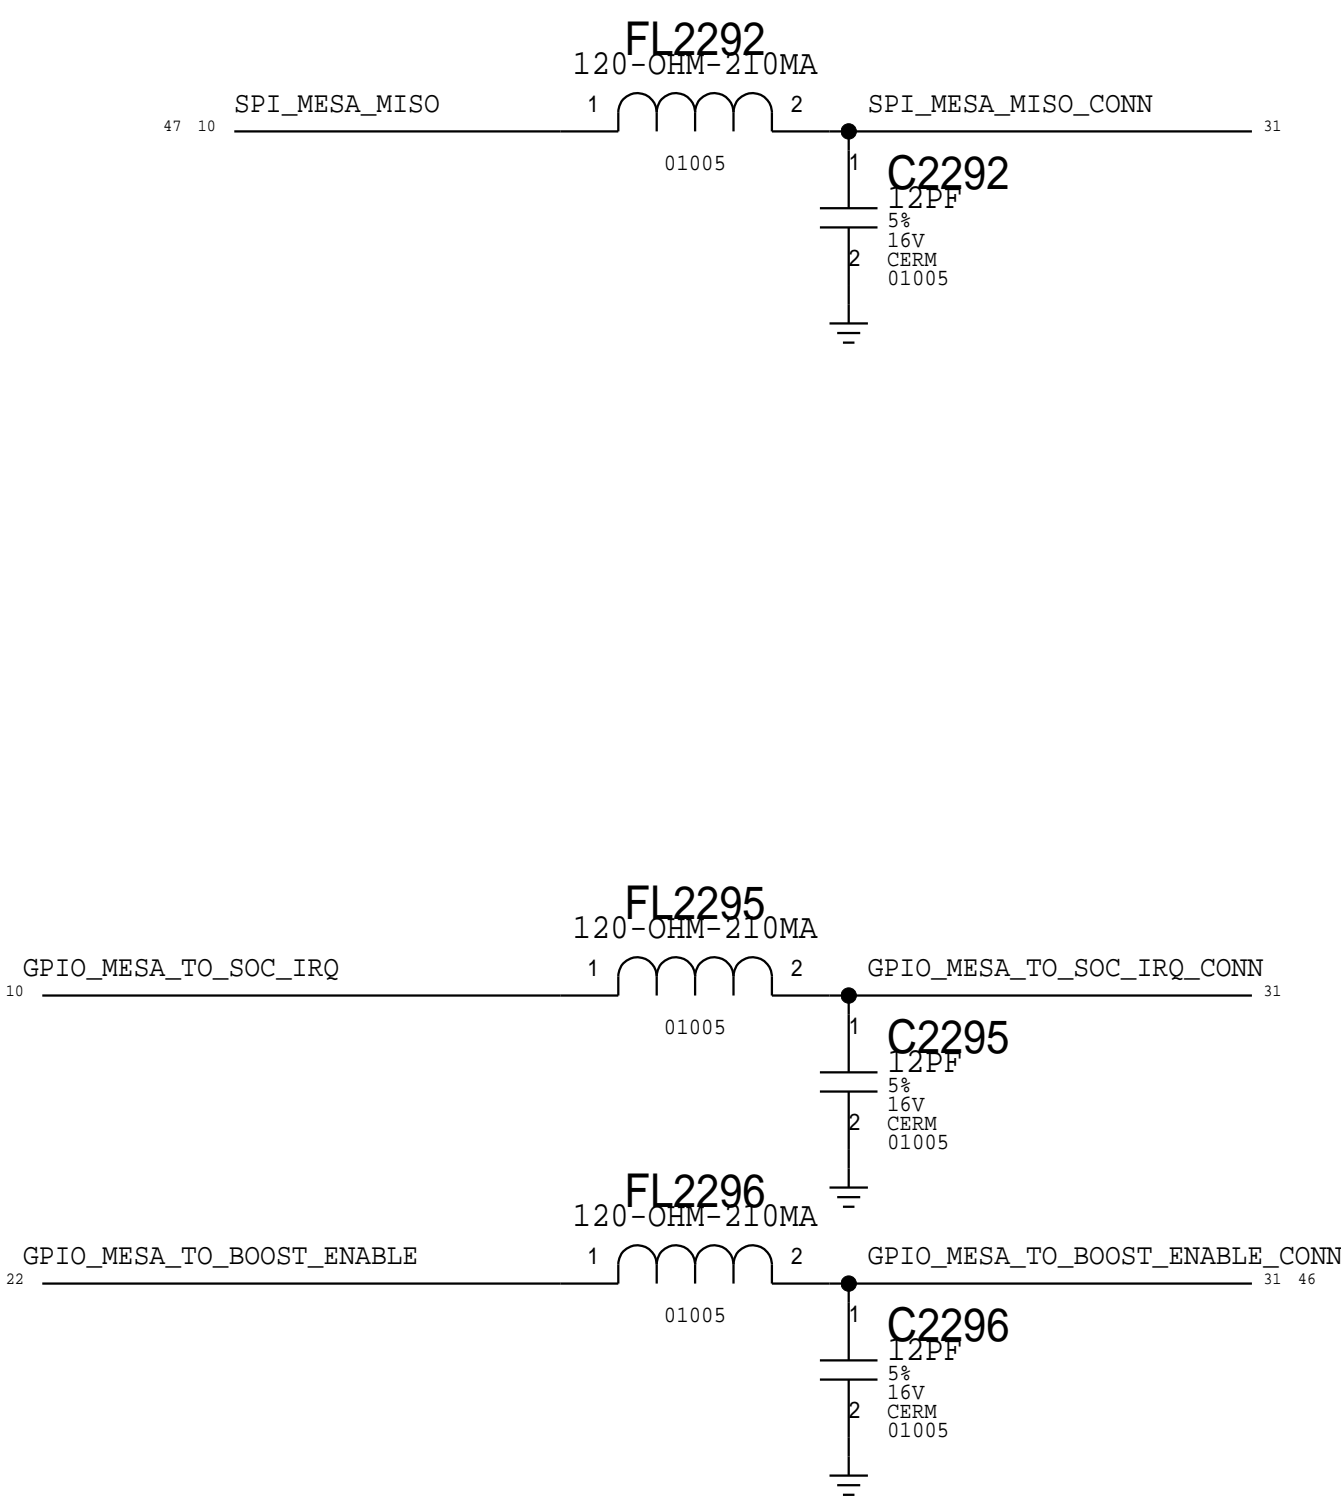 FL2292
120-OHM-210MA
SPI_MESA_MISO 1 2 SPI_MESA_MISO_CONN
47 10 31
01005 1 C2292
12PF
5%
16V
2 CERM
01005
FL2295
120-OHM-210MA
GPIO_MESA_TO_SOC_IRQ 1 2 GPIO_MESA_TO_SOC_IRQ_CONN
10 31
01005 1 C2295
12PF
5%
16V
2 CERM
01005
FL2296
120-OHM-210MA
GPIO_MESA_TO_BOOST_ENABLE 1 2 GPIO_MESA_TO_BOOST_ENABLE_CONN
22 31 46
01005 1 C2296
12PF
5%
16V
2 CERM
01005